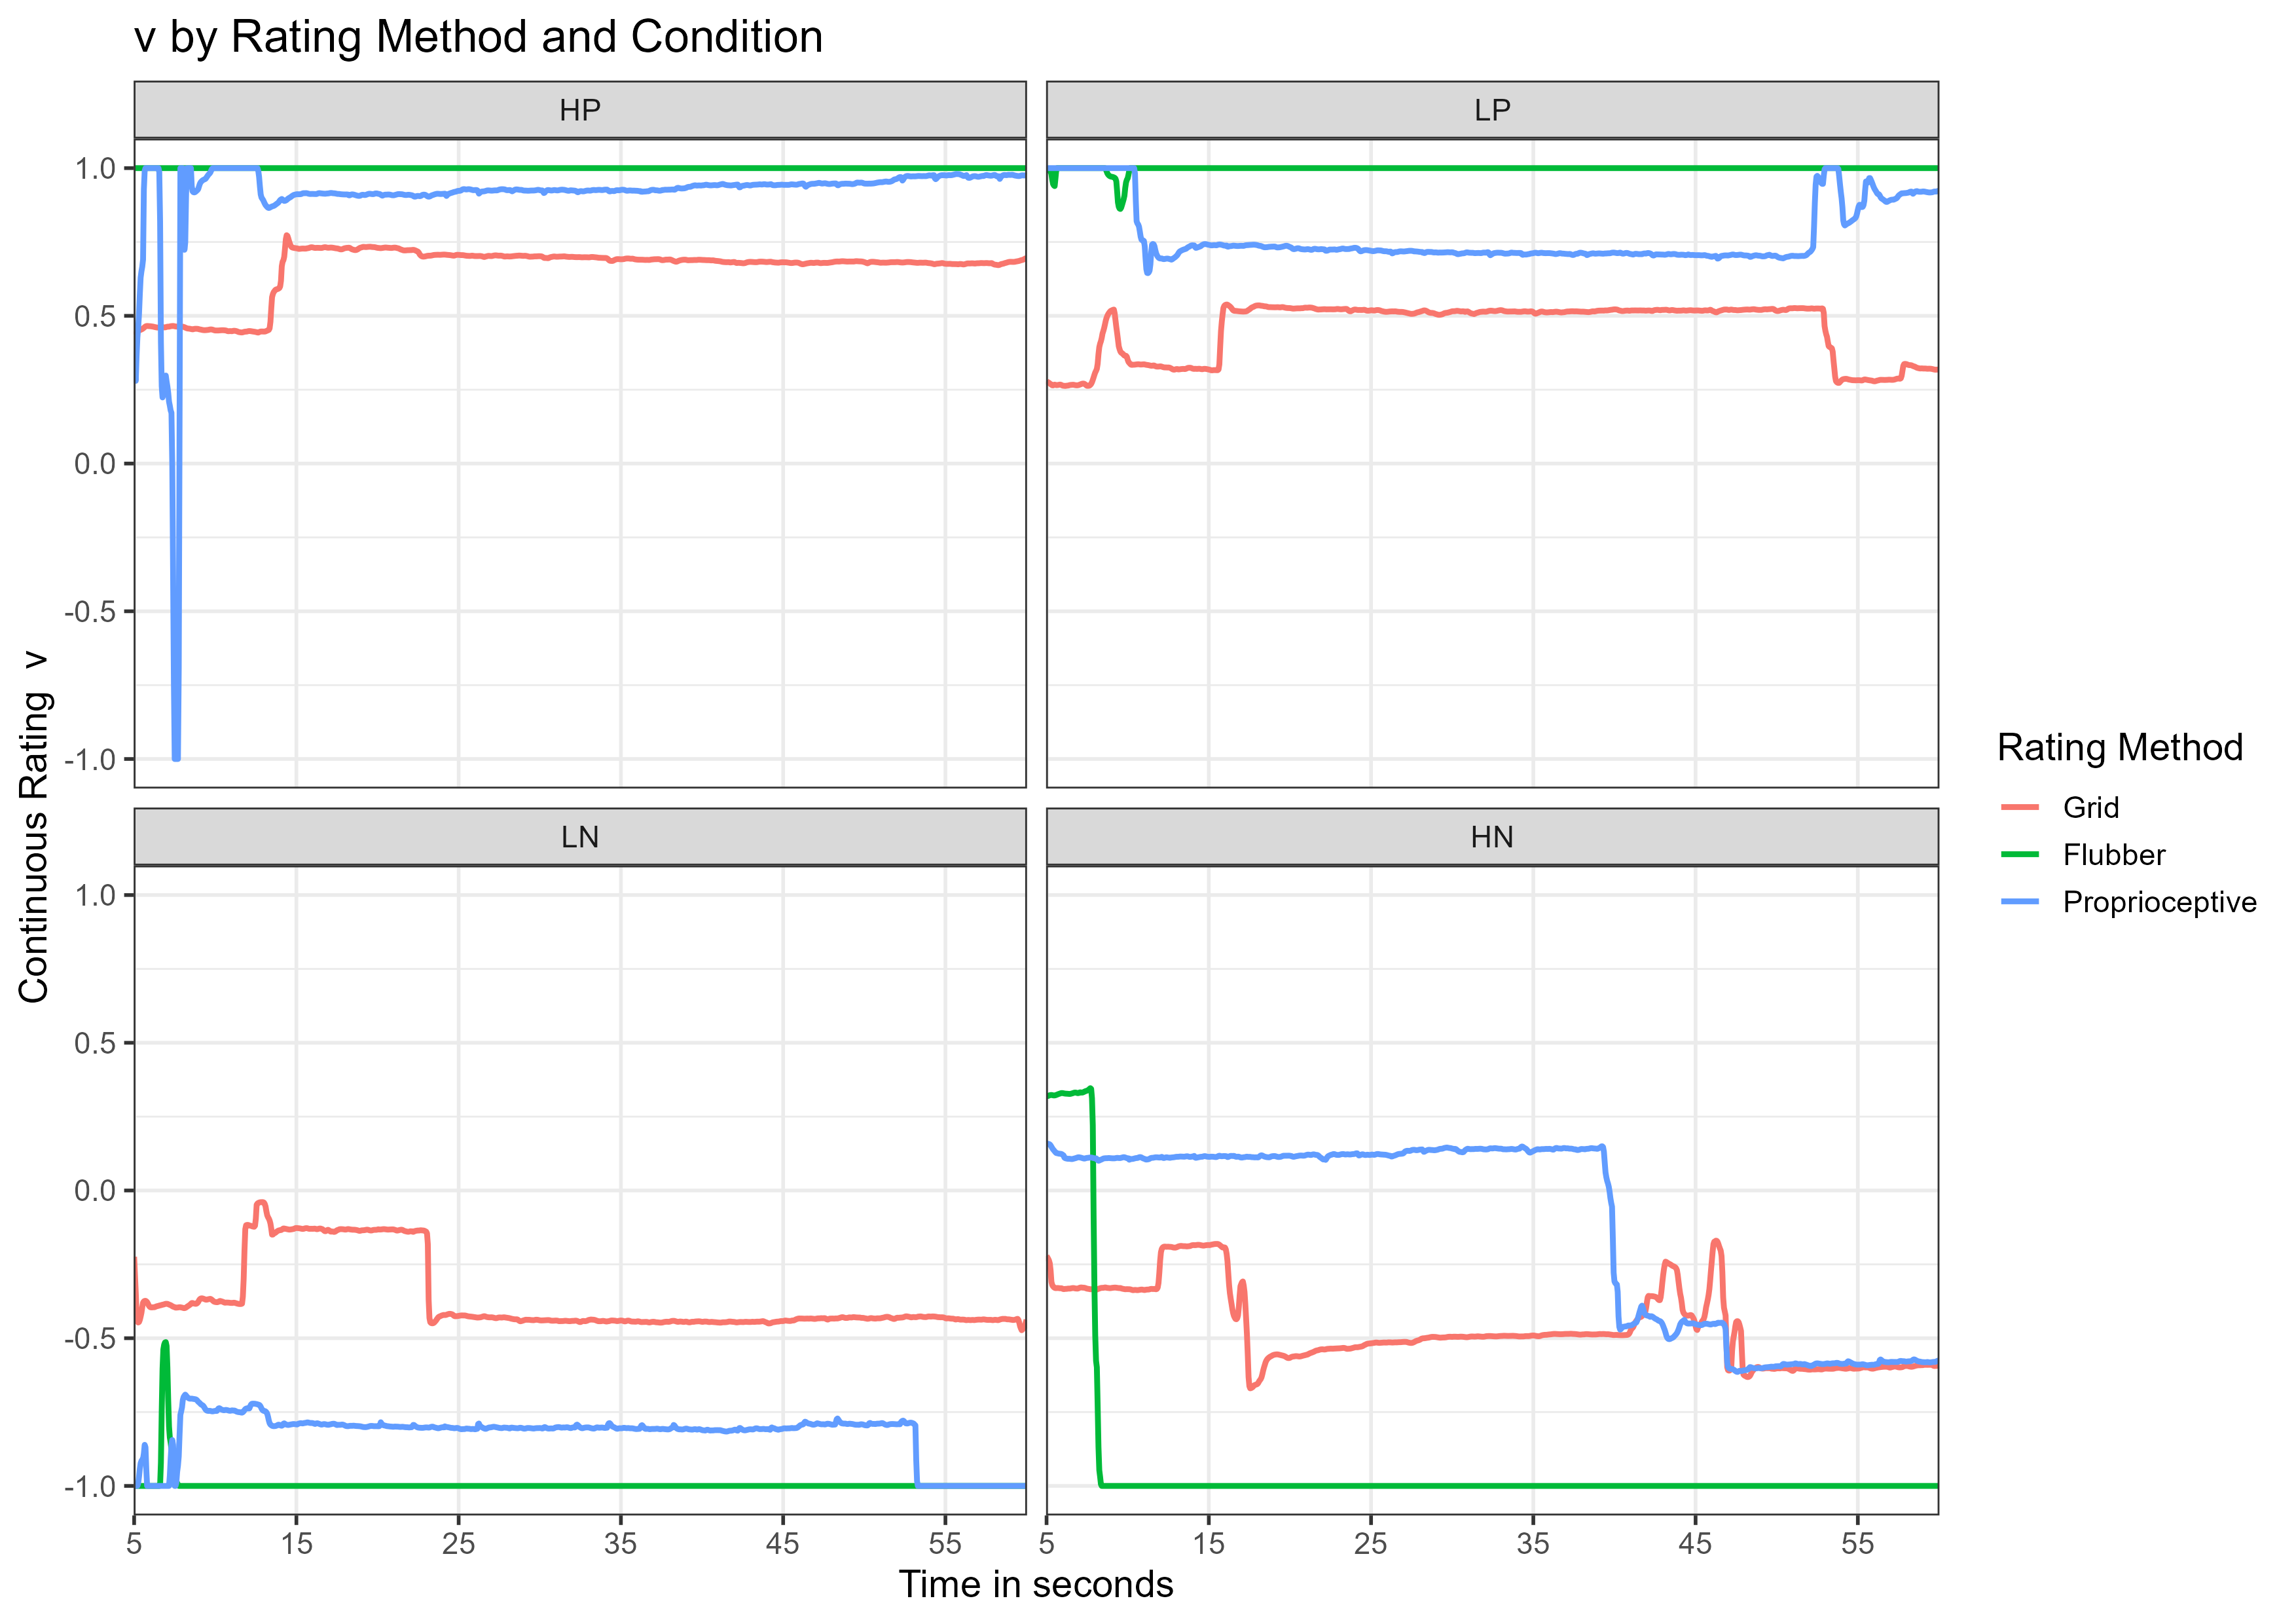 v by Rating Method and Condition
HP
LP
1.0
0.5
0.0
-0.5
-1.0
LN
HN
1.0
0.5
0.0
-0.5
-1.0
5 15 25 35 45 55
5 15 25 35 45 55
Time in seconds
Continuous Rating v
Rating Method
Grid
Flubber
Proprioceptive